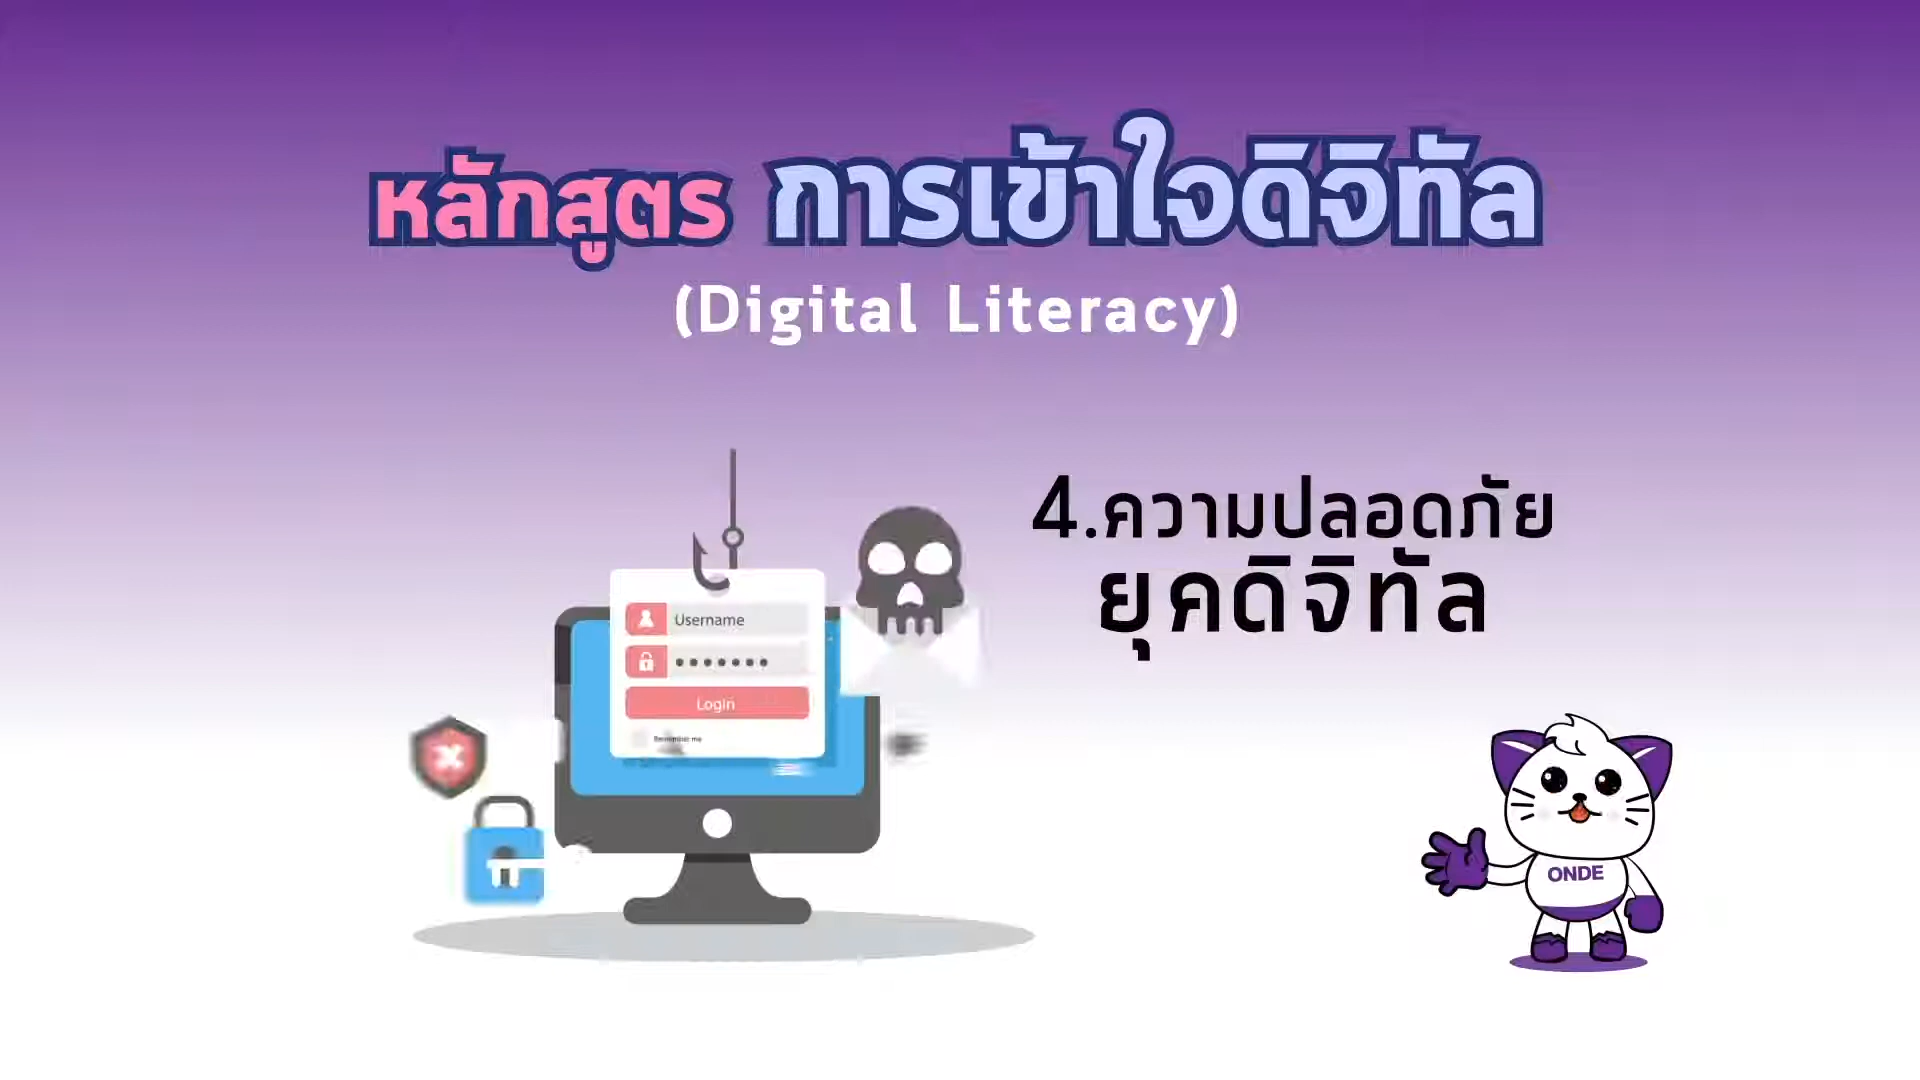 หลักสูตร การเข้าใจดิจิทัล
(Digital Literacy)
4.ความปลอดภัย
ยุคดิจิทัล
Username
Login
Remember me
ONDE